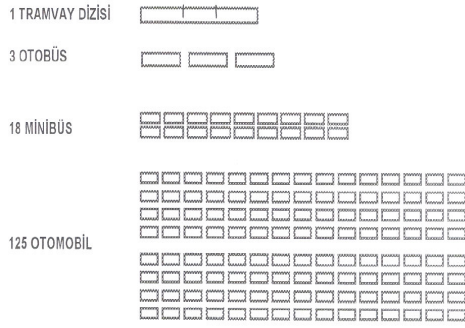 1 TRAMVAY DİZİSİ
3 OTOBÜS
18 MİNİBÜS
125 OTOMOBİL